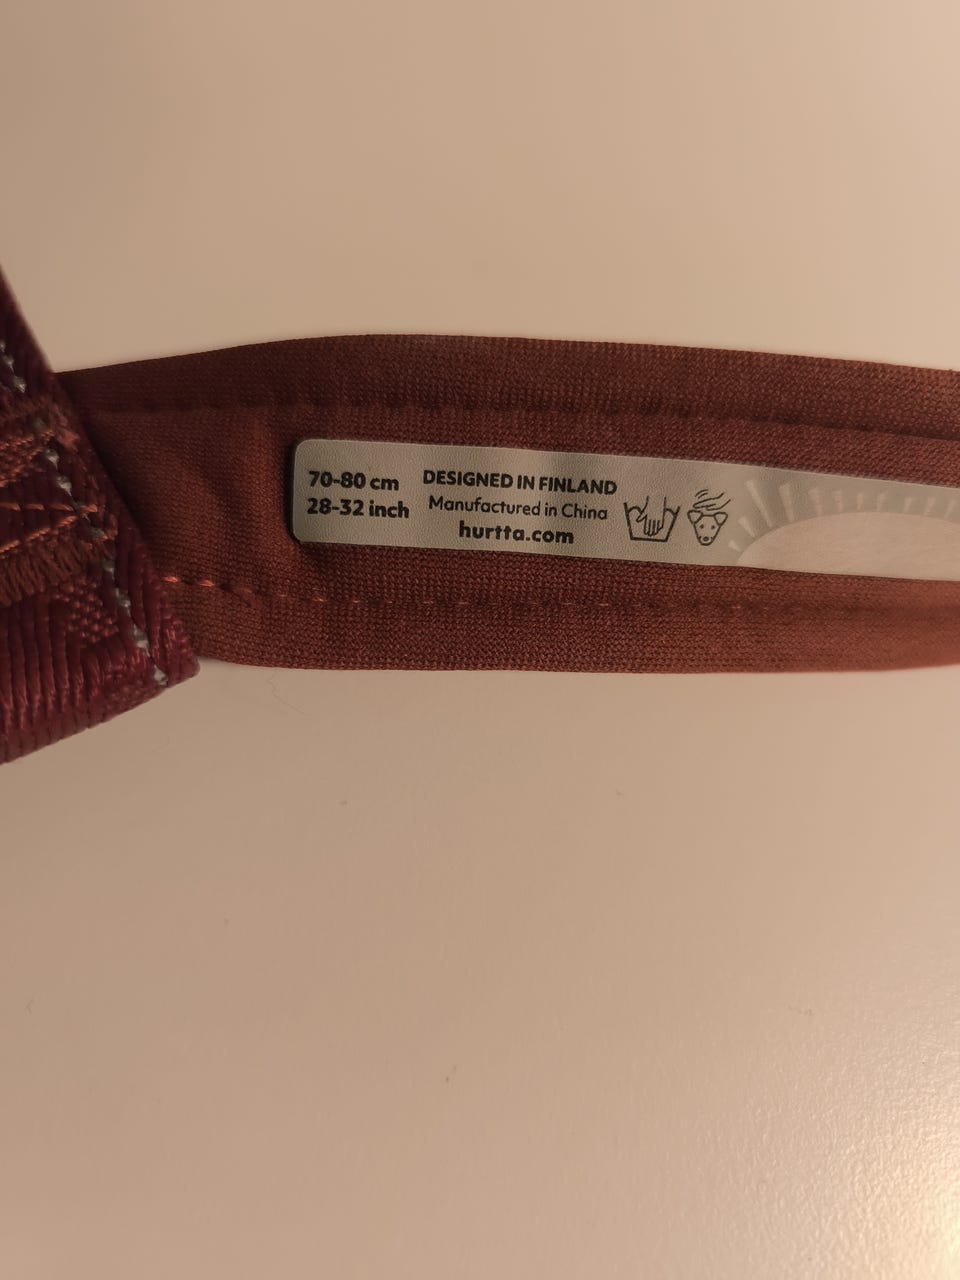 70-80 cm
28-32 inch
DESIGNED IN FINLAND
Manufactured in China
hurtta.com